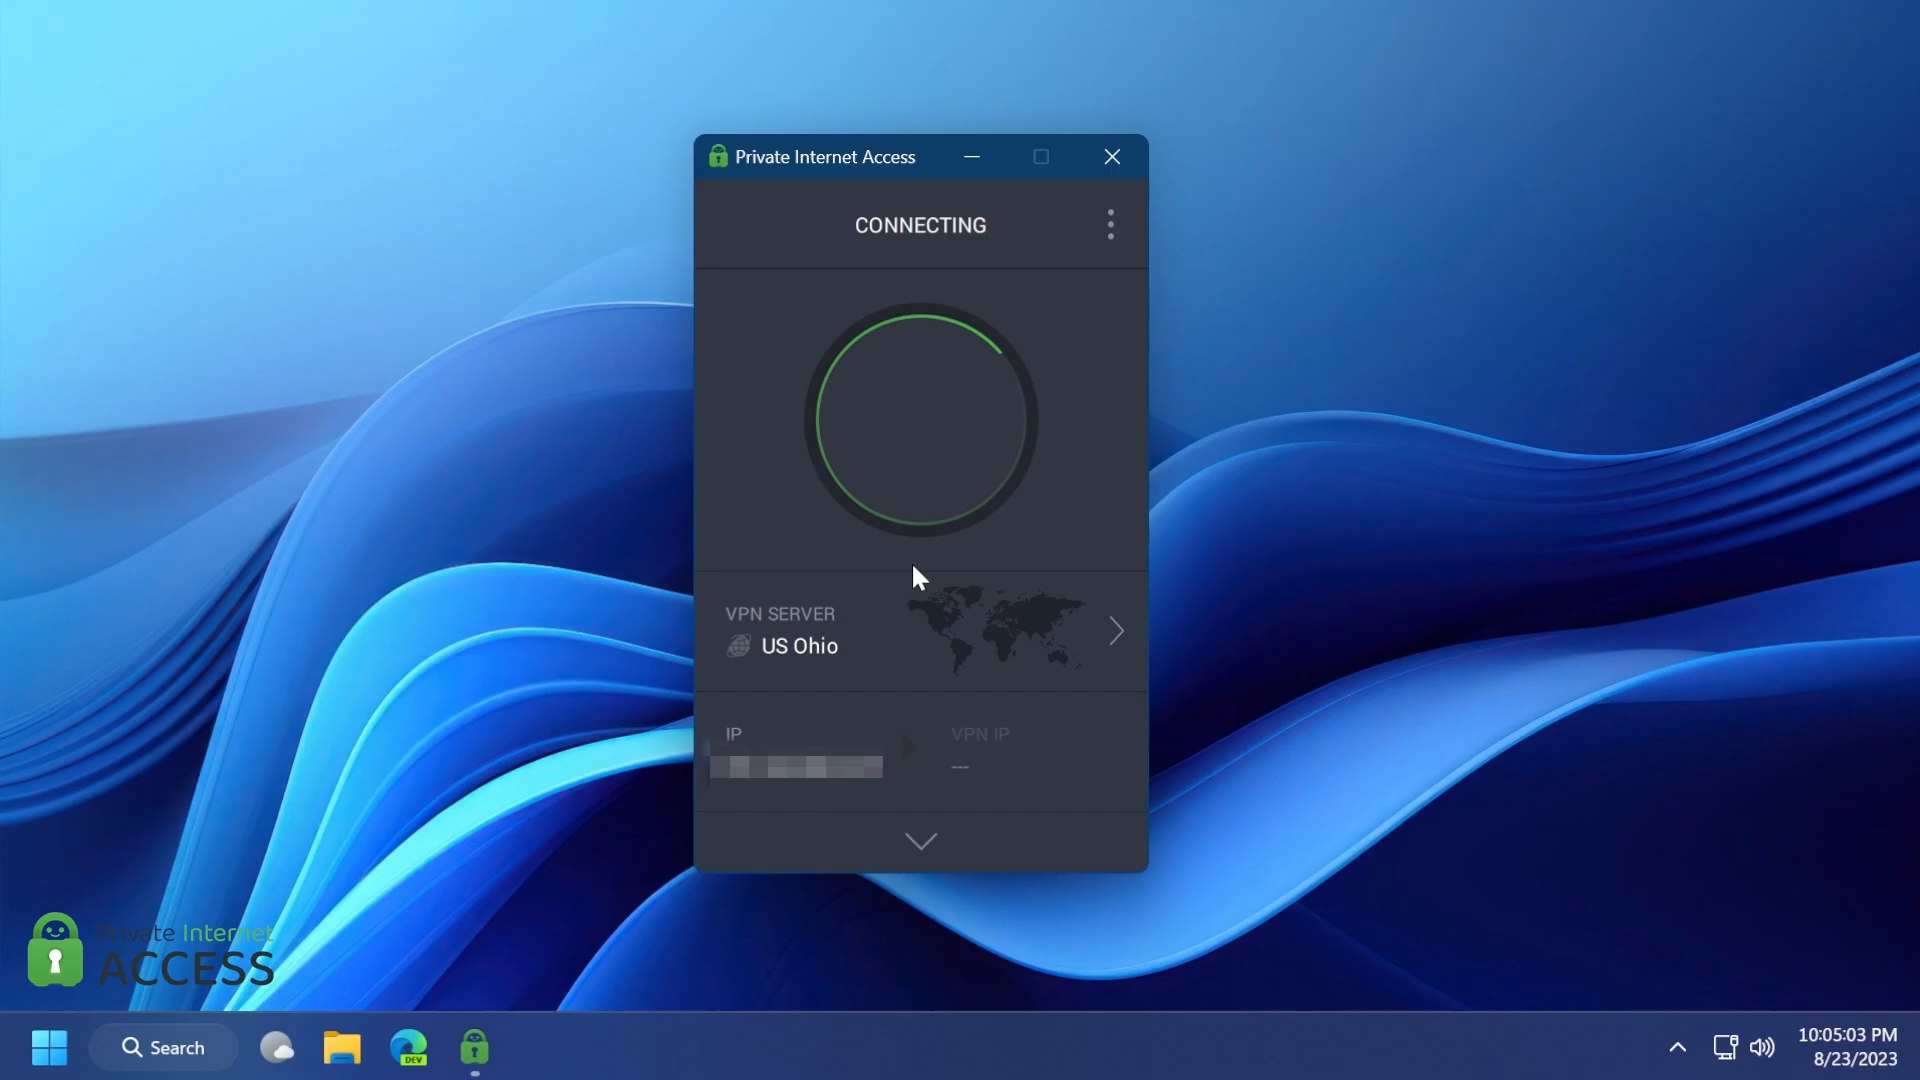 Private Internet Access
CONNECTING
VPN SERVER
US Ohio
IP
VPN IP
---
Private Internet
ACCESS
Search
DEV
10:05:03 PM
8/23/2023